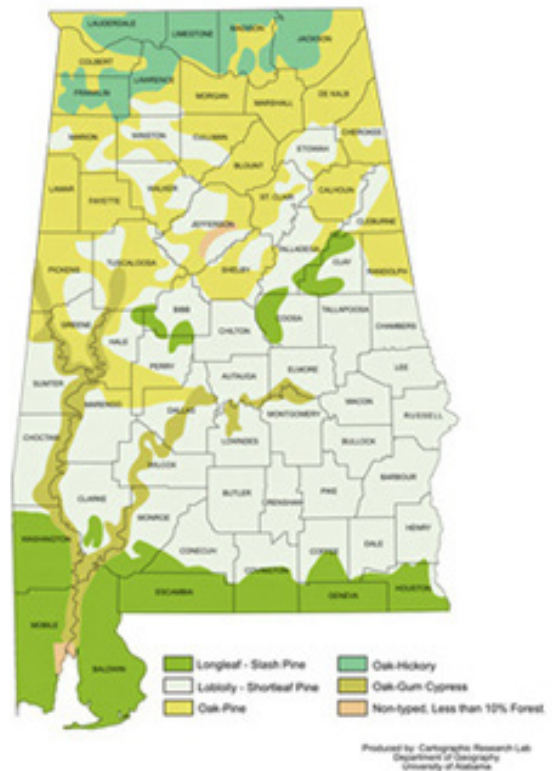 LAUDERDALE
LIMESTONE
MADISON
JACKSON
COLBERT
LAWRENCE
FRANKLIN
MORGAN
MARSHALL
DE KALB
MARION
WINSTON
CULLMAN
CHEROKEE
ETOWAH
BLOUNT
LAMAR
FAYETTE
WALKER
ST. CLAIR
CALHOUN
JEFFERSON
CLEBURNE
TALLADEGA
PICKENS
TUSCALOOSA
SHELBY
CLAY
RANDOLPH
BIBB
GREENE
HALE
CHILTON
COOSA
TALLAPOOSA
CHAMBERS
PERRY
SUMTER
AUTAUGA
ELMORE
LEE
MARENGO
DALLAS
MONTGOMERY
MACON
RUSSELL
CHOCTAW
LOWNDES
BULLOCK
WILCOX
BARBOUR
CLARKE
BUTLER
CRENSHAW
PIKE
MONROE
HENRY
WASHINGTON
CONECUH
COFFEE
DALE
COVINGTON
ESCAMBIA
GENEVA
HOUSTON
MOBILE
BALDWIN
Longleaf - Slash Pine
Loblolly - Shortleaf Pine
Oak-Pine
Oak-Hickory
Oak-Gum Cypress
Non-typed, Less than 10% Forest
Produced by: Cartographic Research Lab
Department of Geography
University of Alabama